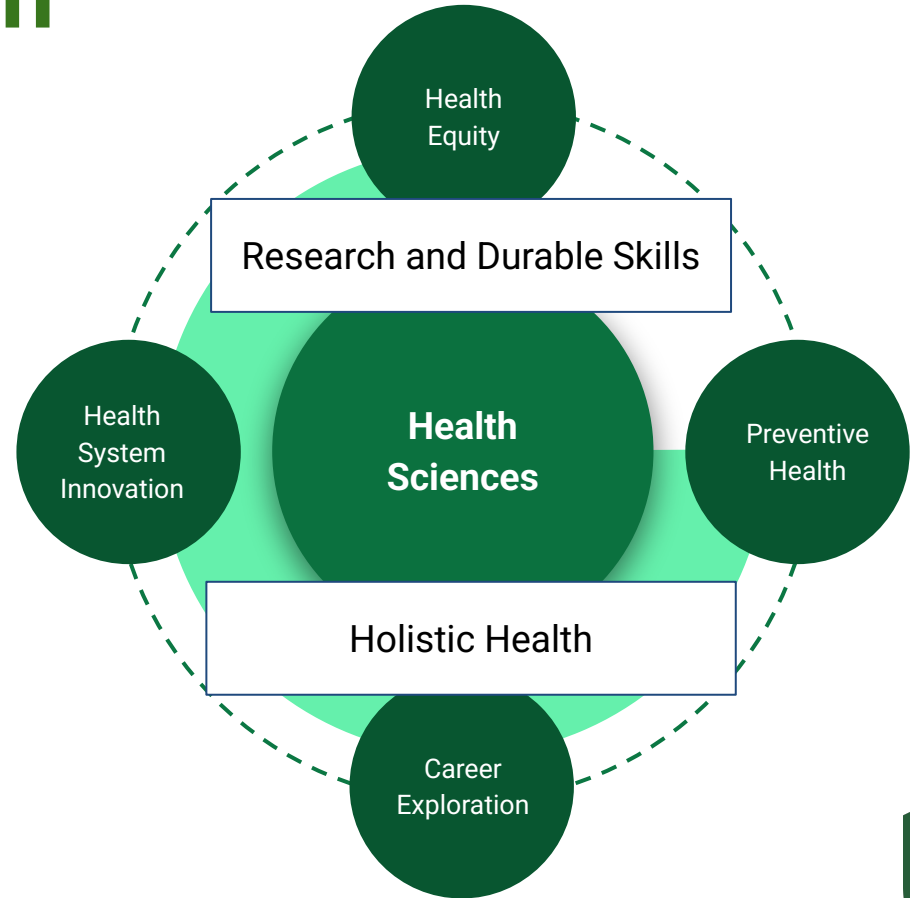 Health
Equity
Research and Durable Skills
Health
System
Innovation
Health
Sciences
Preventive
Health
Holistic Health
Career
Exploration